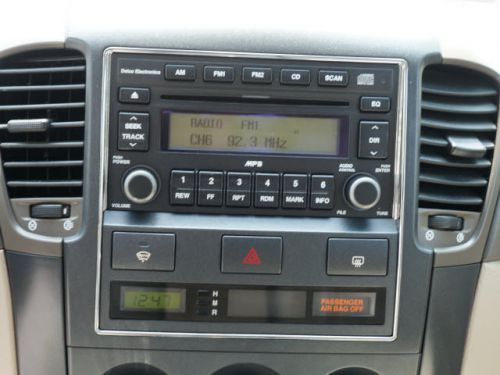 Delco Electronics AM FM1 FM2 CD SCAN
EQ
SEEK
TRACK
RADIO FM1
CH6 92.3 MHz
DIR
PUSH
POWER
MP3
AUDIO
CONTROL
PUSH
ENTER
1 2 3 4 5 6
REW FF RPT RDM MARK INFO
VOLUME
FILE
TUNE
12:47
H
M
R
PASSENGER
AIR BAG OFF